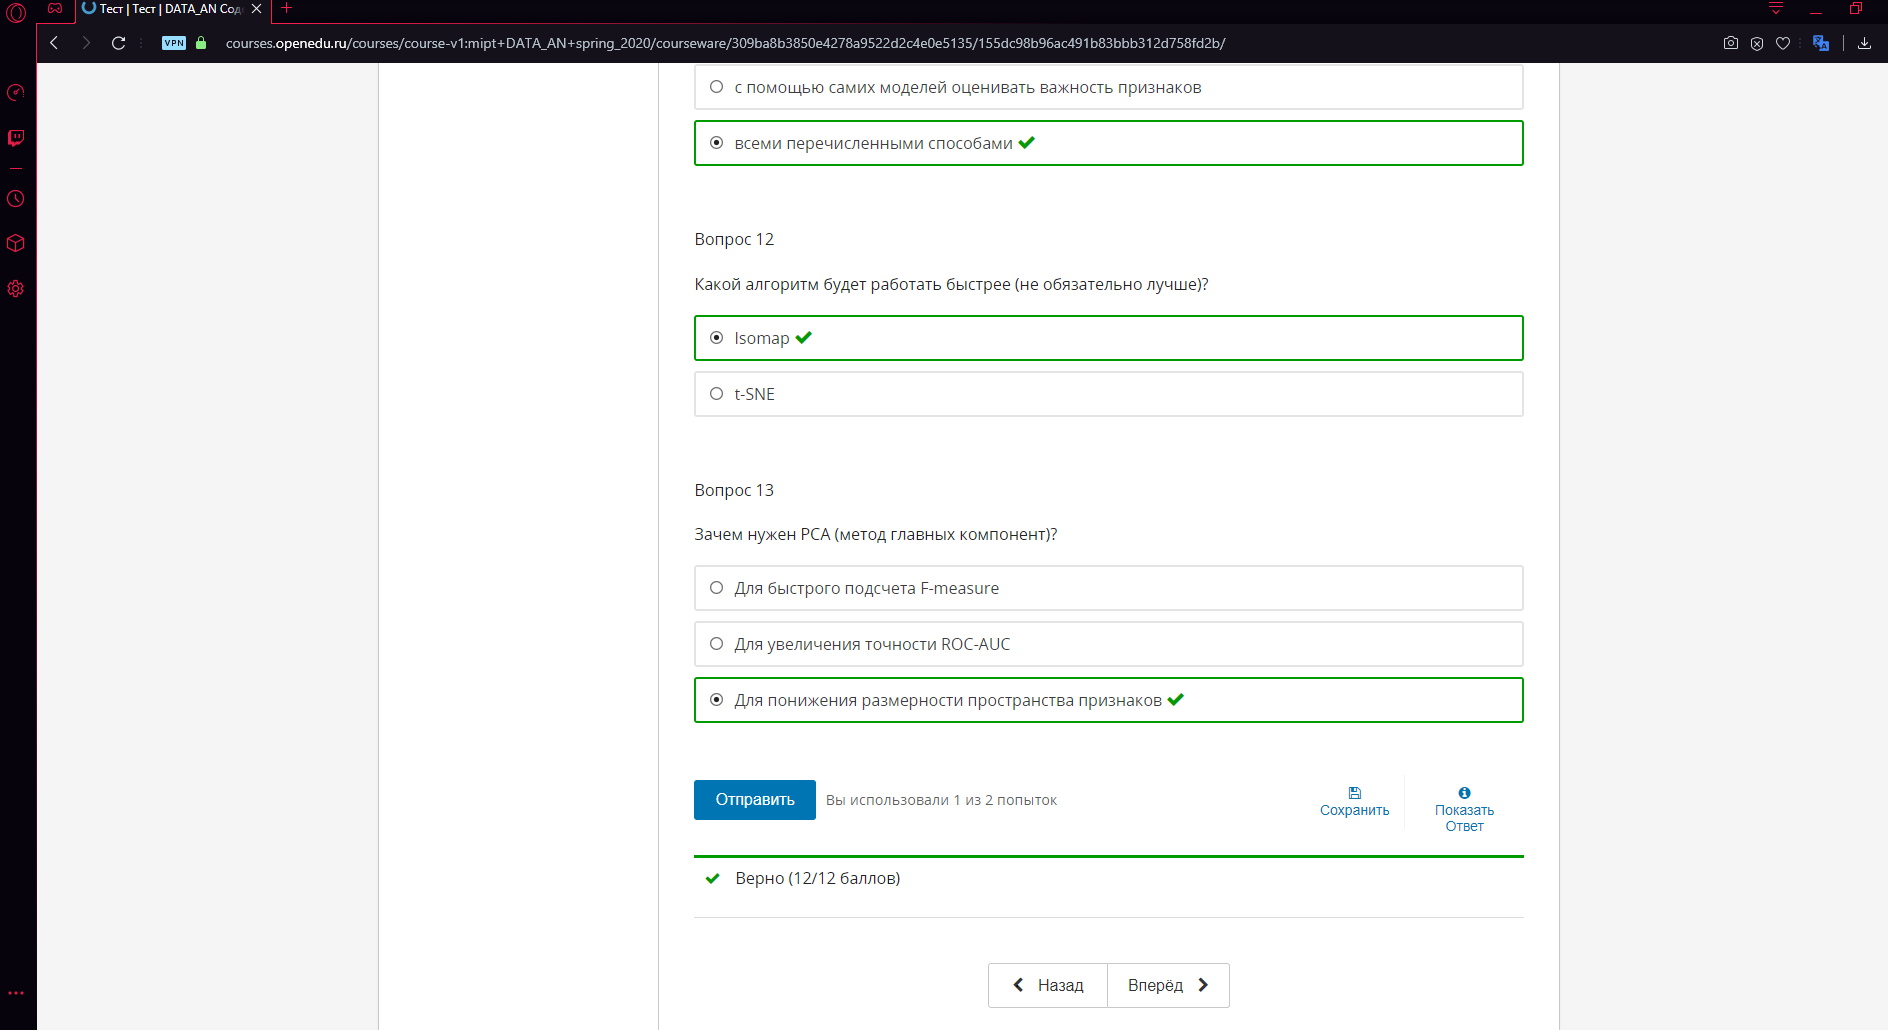 Тест | Тест | DATA_AN Сод
VPN
courses.openedu.ru/courses/course-v1:mipt+DATA_AN+spring_2020/courseware/309ba8b3850e4278a9522d2c4e0e5135/155dc98b96ac491b83bbb312d758fd2b/
с помощью самих моделей оценивать важность признаков
всеми перечисленными способами
Вопрос 12
Какой алгоритм будет работать быстрее (не обязательно лучше)?
Isomap
t-SNE
Вопрос 13
Зачем нужен PCA (метод главных компонент)?
Для быстрого подсчета F-measure
Для увеличения точности ROC-AUC
Для понижения размерности пространства признаков
Отправить
Вы использовали 1 из 2 попыток
Сохранить
Показать
Ответ
Верно (12/12 баллов)
Назад
Вперёд